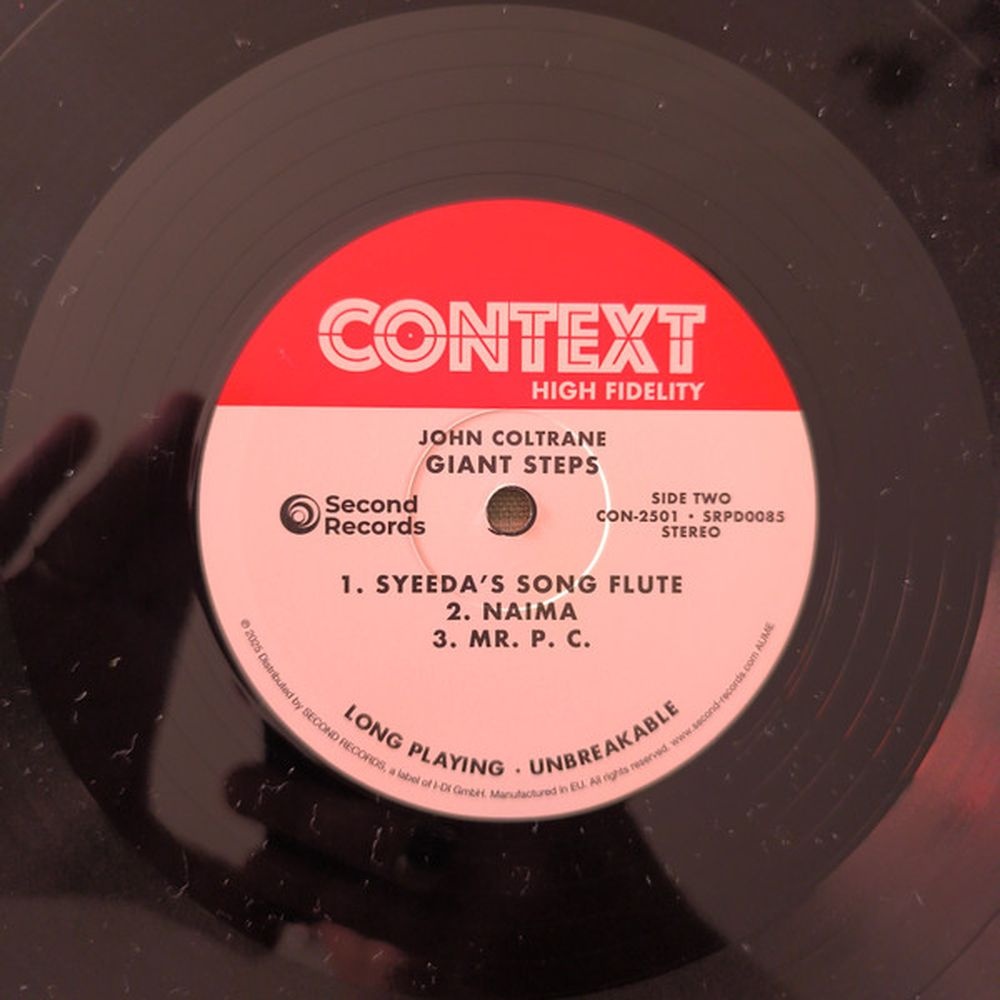 CONTEXT
HIGH FIDELITY
JOHN COLTRANE
GIANT STEPS
Second
Records
SIDE TWO
CON-2501 • SRPD0085
STEREO
1. SYEEDA'S SONG FLUTE
2. NAIMA
3. MR. P. C.
LONG PLAYING · UNBREAKABLE
© 2025 Distributed by SECOND RECORDS, a label of I-DI GmbH. Manufactured in EU. All rights reserved. www.second-records.com AUME